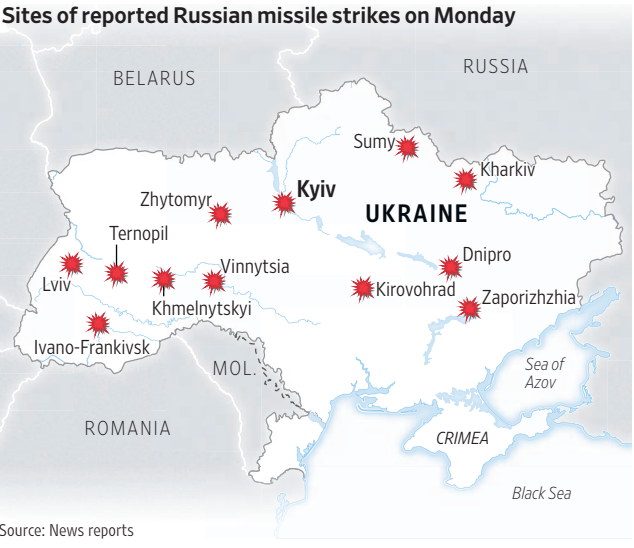 Sites of reported Russian missile strikes on Monday
RUSSIA
BELARUS
Sumy
Kharkiv
Kyiv
Zhytomyr
UKRAINE
Ternopil
Dnipro
Vinnytsia
Lviv
Kirovohrad
Zaporizhzhia
Khmelnytskyi
Ivano-Frankivsk
MOL.
Sea of
Azov
ROMANIA
CRIMEA
Black Sea
Source: News reports